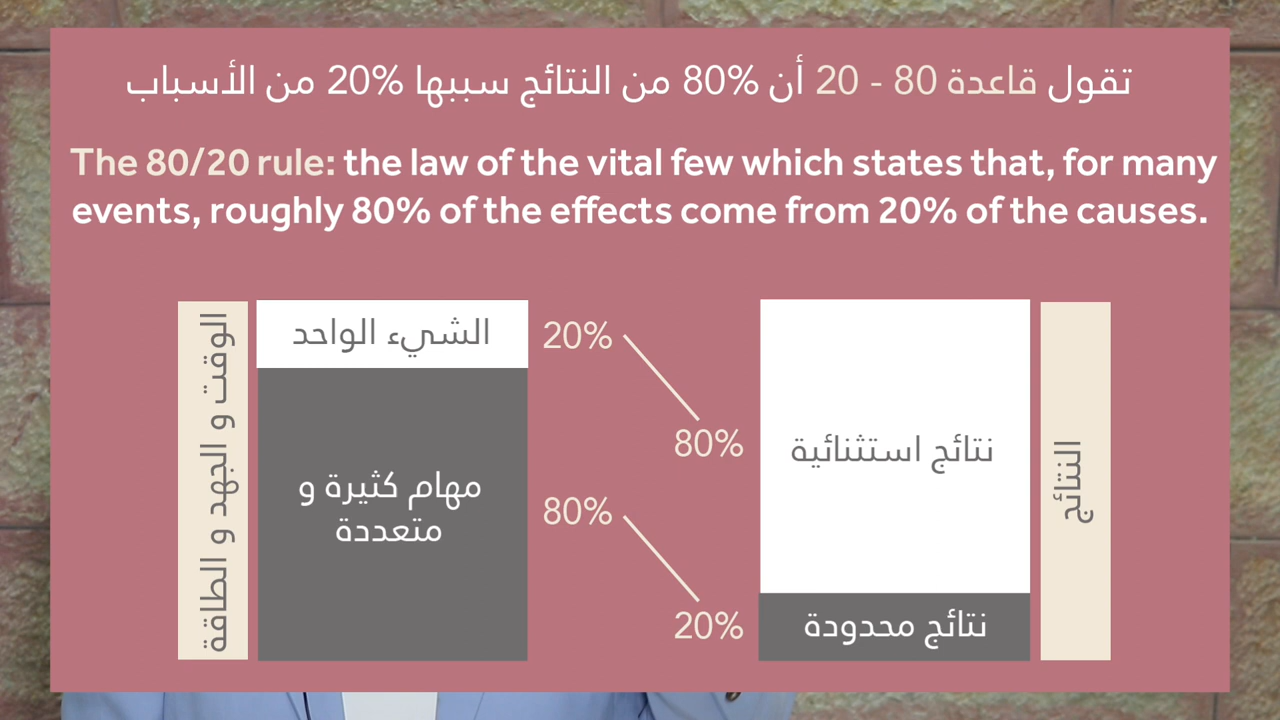 تقول قاعدة 80 - 20 أن 80% من النتائج سببها 20% من الأسباب
The 80/20 rule: the law of the vital few which states that, for many
events, roughly 80% of the effects come from 20% of the causes.
الوقت و الجهد و الطاقة
الشيء الواحد
مهام كثيرة و
متعددة
20%
80%
80%
20%
نتائج استثنائية
نتائج محدودة
النتائج